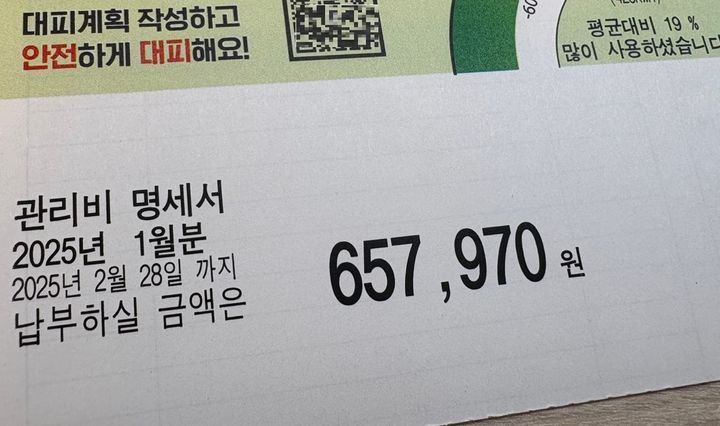 대피계획 작성하고
안전하게 대피해요!
평균대비 19 %
많이 사용하셨습니다
관리비 명세서
2025년 1월분
2025년 2월 28일 까지
납부하실 금액은
657,970 원